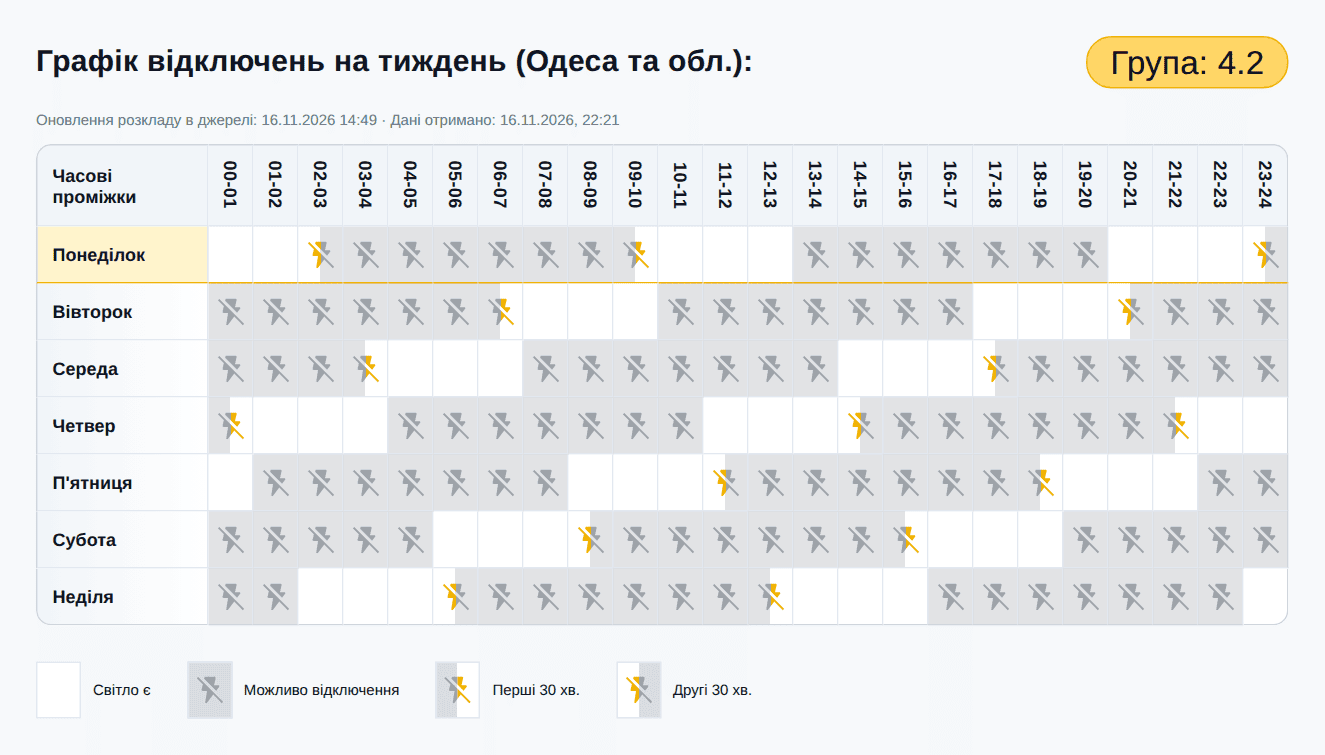 Графік відключень на тиждень (Одеса та обл.):
Група: 4.2
Оновлення розкладу в джерелі: 16.11.2026 14:49 · Дані отримано: 16.11.2026, 22:21
Часові
проміжки
00-01
01-02
02-03
03-04
04-05
05-06
06-07
07-08
08-09
09-10
10-11
11-12
12-13
13-14
14-15
15-16
16-17
17-18
18-19
19-20
20-21
21-22
22-23
23-24
Понеділок
Вівторок
Середа
Четвер
П'ятниця
Субота
Неділя
Світло є
Можливо відключення
Перші 30 хв.
Другі 30 хв.